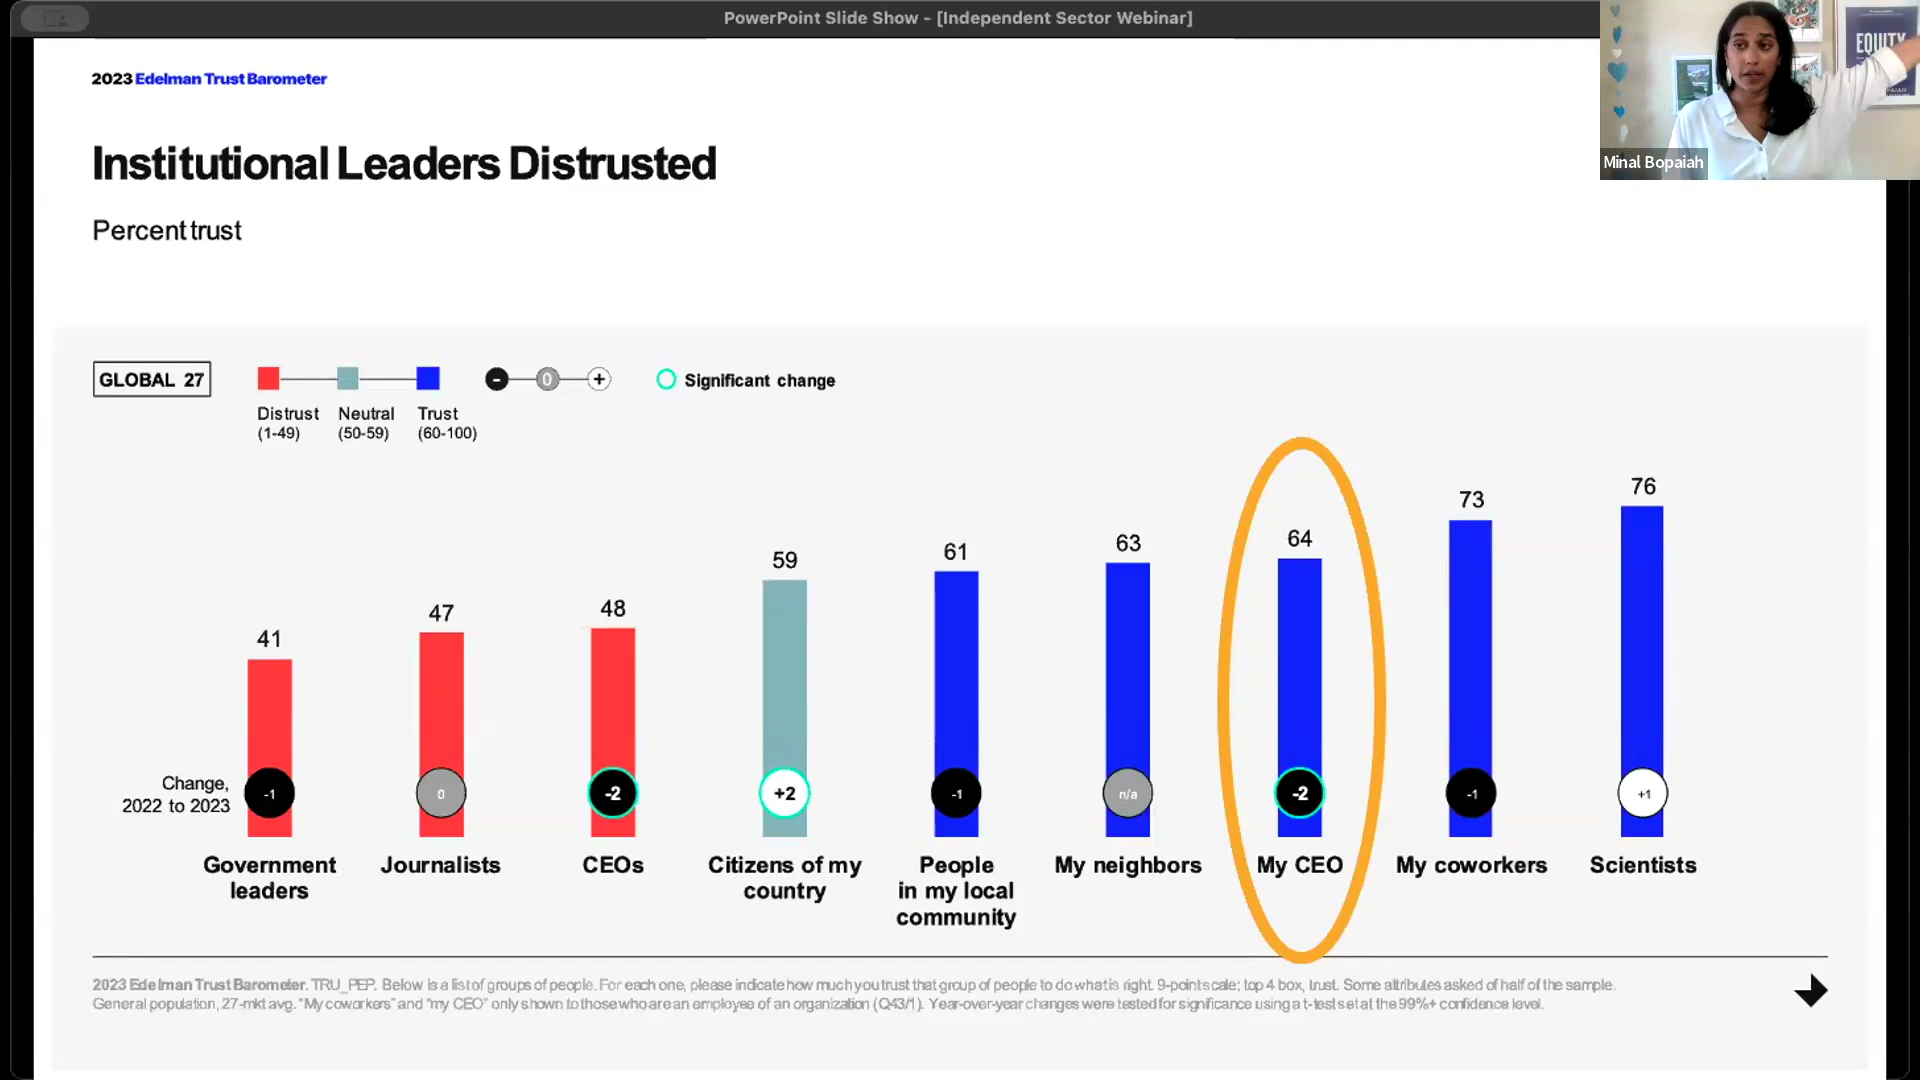 PowerPoint Slide Show - [Independent Sector Webinar]
EQUITY
Minal Bopaiah
2023 Edelman Trust Barometer
Institutional Leaders Distrusted
Percent trust
GLOBAL 27
- 0 +
Significant change
Distrust Neutral Trust
(1-49) (50-59) (60-100)
41 47 48 59 61 63 64 73 76
Change,
2022 to 2023
-1 0 -2 +2 -1 n/a -2 -1 +1
Government
leaders
Journalists
CEOs
Citizens of my
country
People
in my local
community
My neighbors
My CEO
My coworkers
Scientists
2023 Edelman Trust Barometer. TRU_PEP. Below is a list of groups of people. For each one, please indicate how much you trust that group of people to do what is right. 9-point scale; top 4 box, trust. Some attributes asked of half of the sample.
General population, 27-mkt avg. "My coworkers" and "my CEO" only shown to those who are an employee of an organization (Q43/1). Year-over-year changes were tested for significance using a t-test set at the 99%+ confidence level.